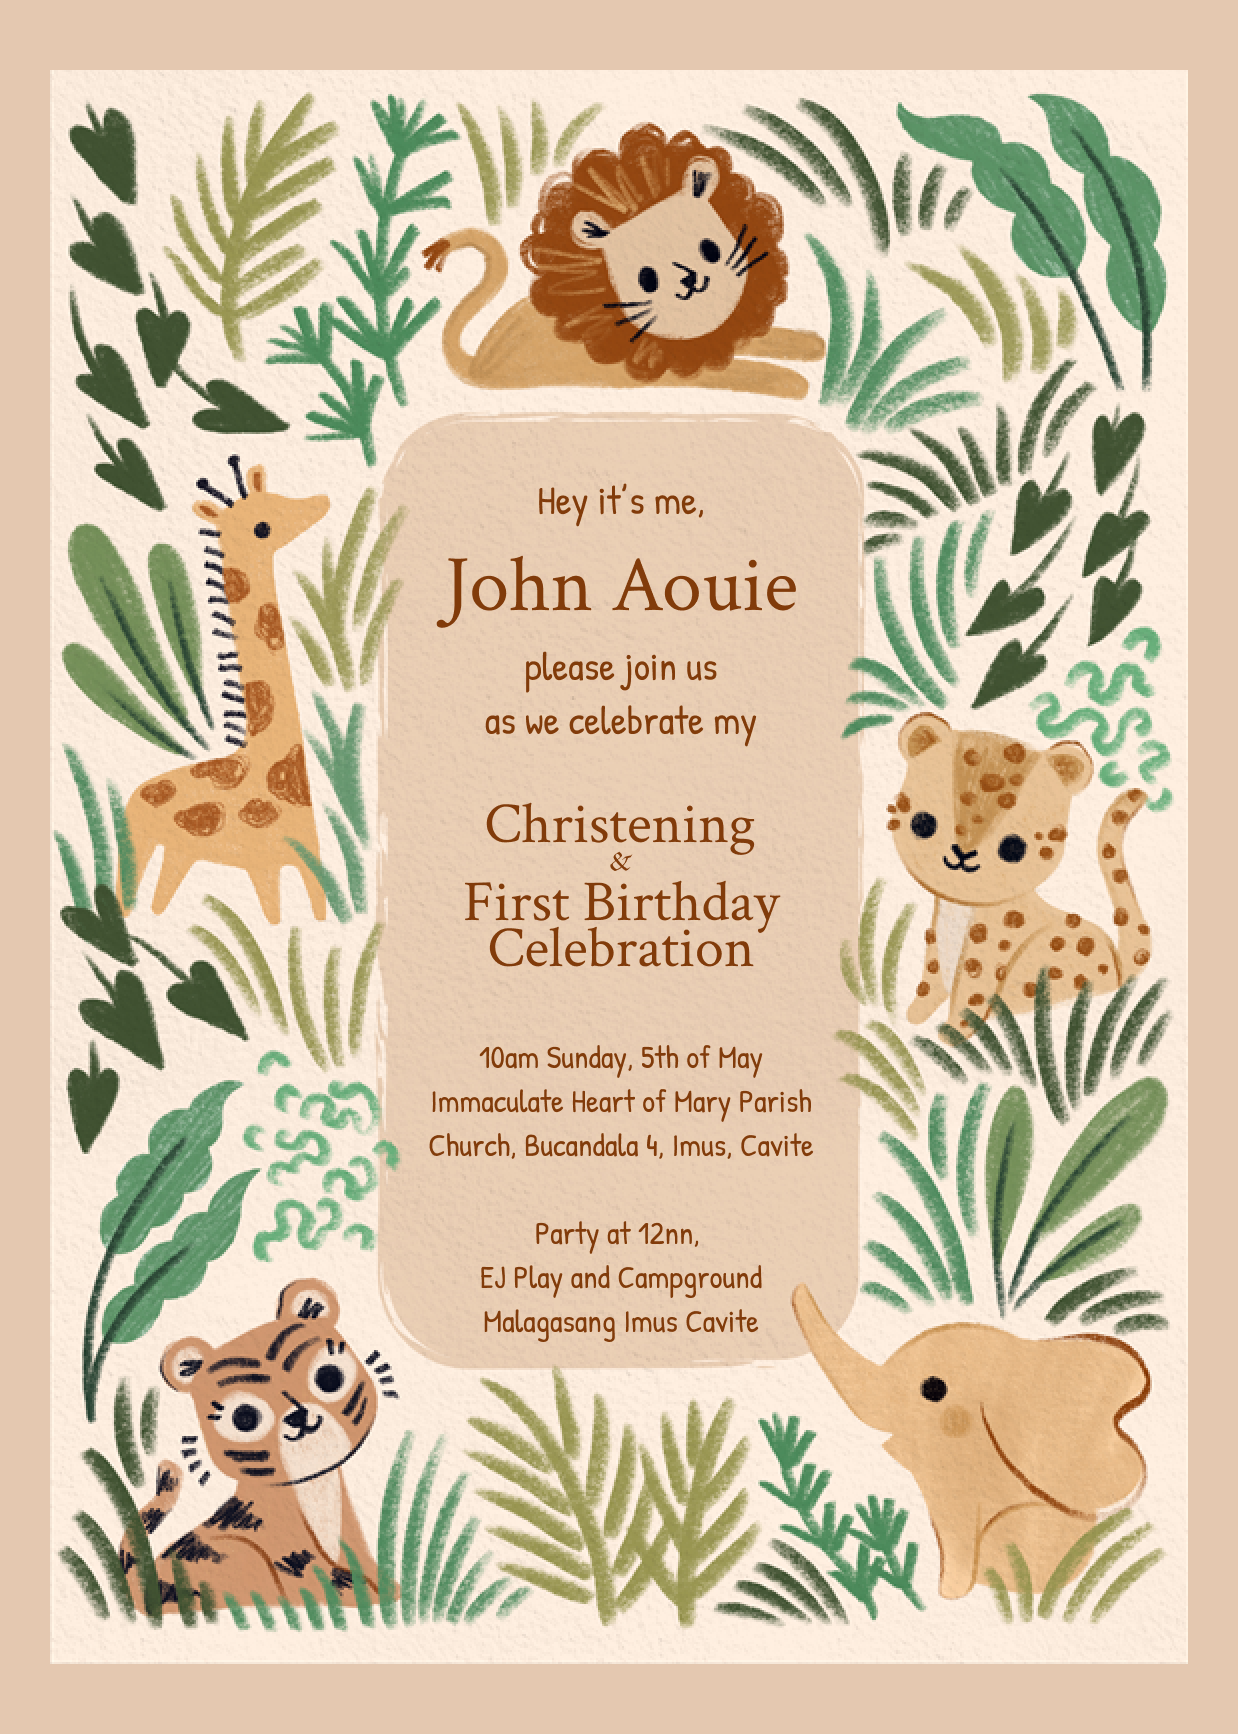 Hey it's me,
John Aouie
please join us
as we celebrate my
Christening
&
First Birthday
Celebration
10am Sunday, 5th of May
Immaculate Heart of Mary Parish
Church, Bucandala 4, Imus, Cavite
Party at 12nn,
EJ Play and Campground
Malagasang Imus Cavite